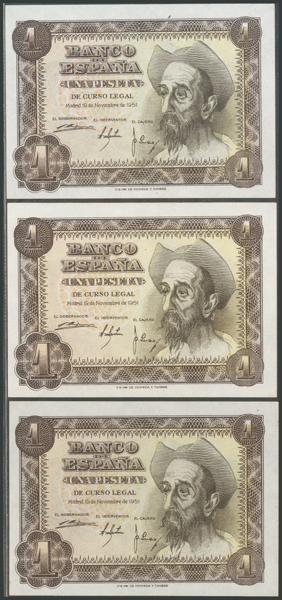 1
BANCO
DE
ESPAÑA
UNA PESETA
DE CURSO LEGAL
Madrid 19 de Noviembre de 1951
EL GOBERNADOR, EL INTERVENTOR EL CAJERO
1
BANCO
DE
ESPAÑA
UNA PESETA
DE CURSO LEGAL
Madrid 19 de Noviembre de 1951
EL GOBERNADOR, EL INTERVENTOR EL CAJERO
1
BANCO
DE
ESPAÑA
UNA PESETA
DE CURSO LEGAL
Madrid 19 de Noviembre de 1951
EL GOBERNADOR, EL INTERVENTOR EL CAJERO
1